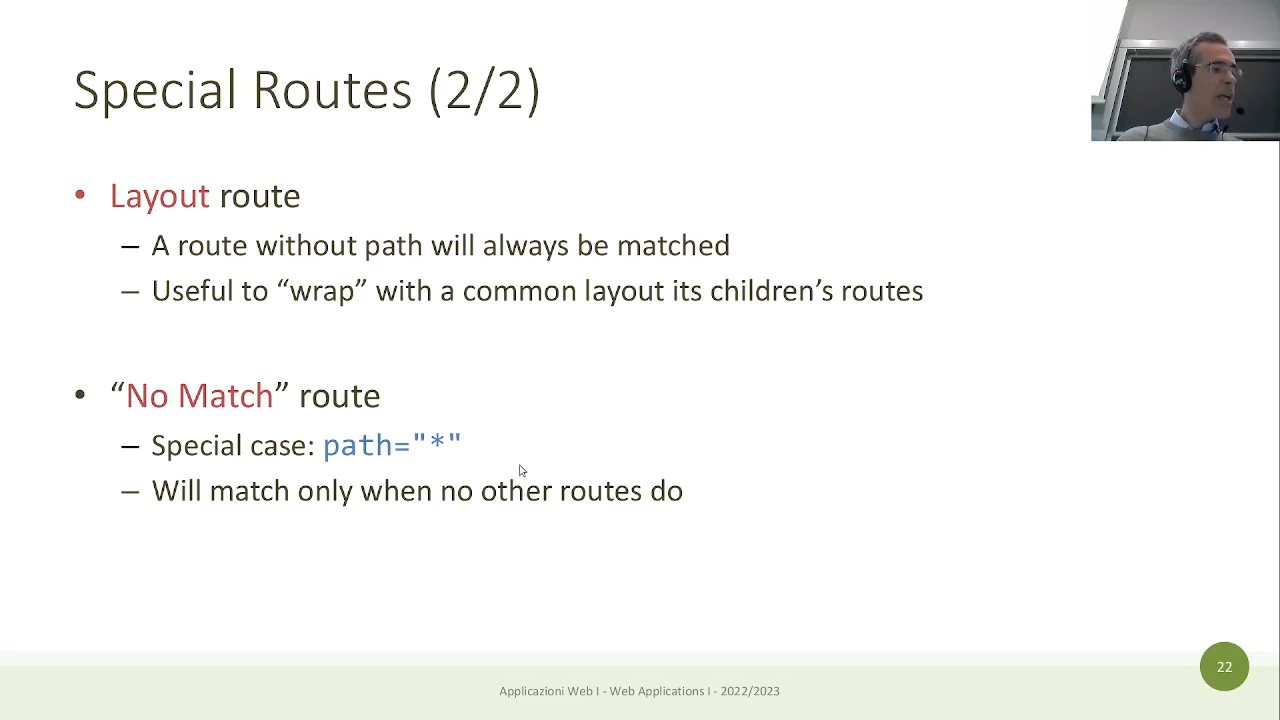 Special Routes (2/2)
• Layout route
– A route without path will always be matched
– Useful to “wrap” with a common layout its children’s routes
• “No Match” route
– Special case: path="*"
– Will match only when no other routes do
22
Applicazioni Web I - Web Applications I - 2022/2023